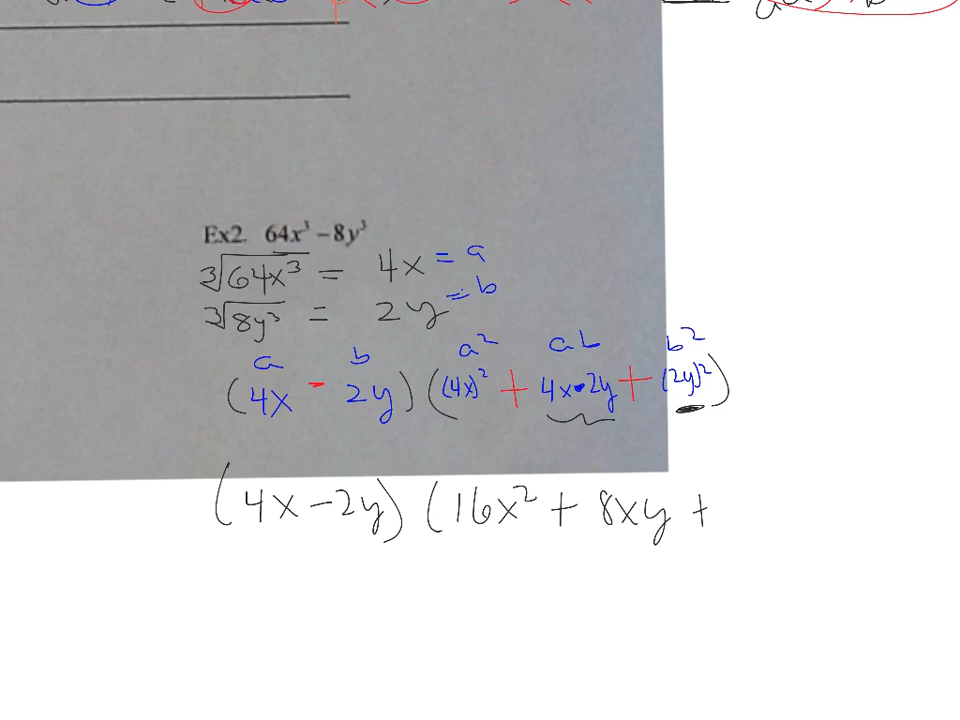 Ex2. 64x³ – 8y³
∛64x³ = 4x = a
∛8y³ = 2y = b
a b a² ab b²
(4x - 2y)((4x)² + 4x•2y + (2y)²)
(4x - 2y)(16x² + 8xy +